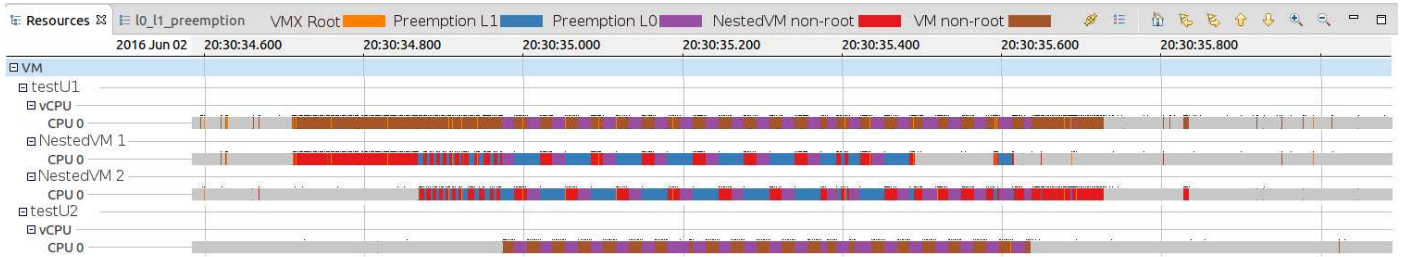 Resources l0_l1_preemption VMX Root Preemption L1 Preemption L0 NestedVM non-root VM non-root
2016 Jun 02 20:30:34.600 20:30:34.800 20:30:35.000 20:30:35.200 20:30:35.400 20:30:35.600 20:30:35.800
VM
testU1
vCPU
CPU 0
NestedVM 1
CPU 0
NestedVM 2
CPU 0
testU2
vCPU
CPU 0